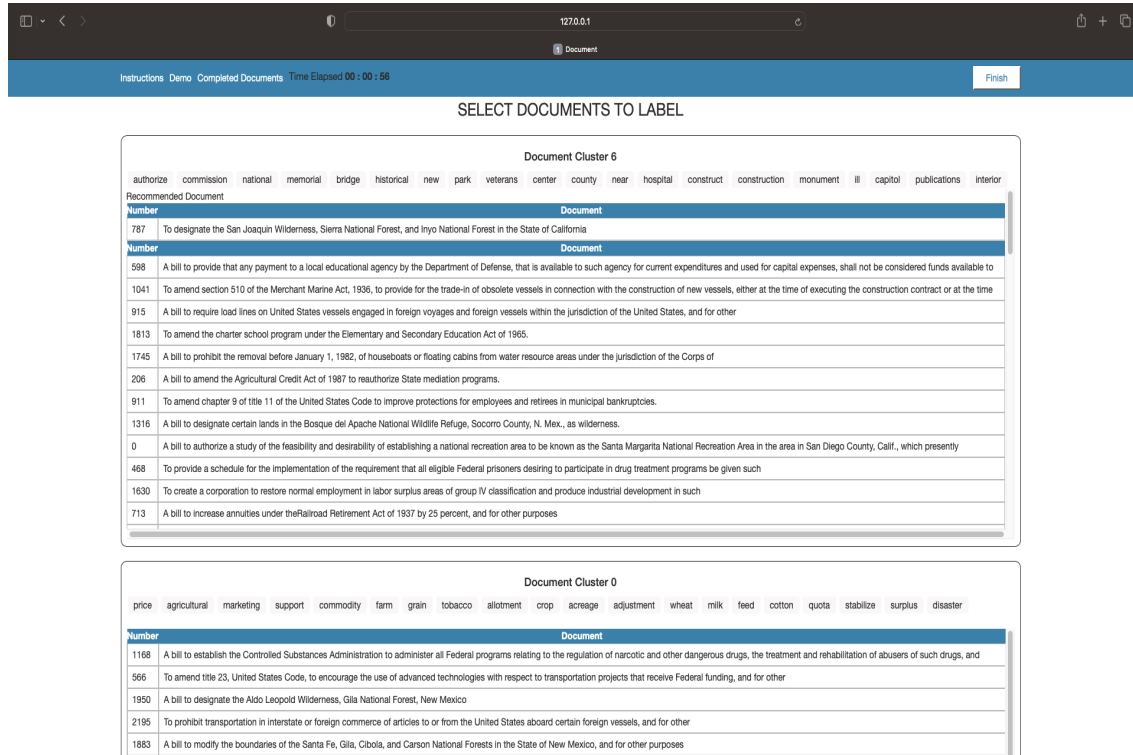 127.0.0.1
1 Document
Instructions Demo Completed Documents Time Elapsed 00 : 00 : 56 Finish
SELECT DOCUMENTS TO LABEL
Document Cluster 6
authorize commission national memorial bridge historical new park veterans center county near hospital construct construction monument ill capitol publications interior
Recommended Document
Number Document
787 To designate the San Joaquin Wilderness, Sierra National Forest, and Inyo National Forest in the State of California
Number Document
598 A bill to provide that any payment to a local educational agency by the Department of Defense, that is available to such agency for current expenditures and used for capital expenses, shall not be considered funds available to
1041 To amend section 510 of the Merchant Marine Act, 1936, to provide for the trade-in of obsolete vessels in connection with the construction of new vessels, either at the time of executing the construction contract or at the time
915 A bill to require load lines on United States vessels engaged in foreign voyages and foreign vessels within the jurisdiction of the United States, and for other
1813 To amend the charter school program under the Elementary and Secondary Education Act of 1965.
1745 A bill to prohibit the removal before January 1, 1982, of houseboats or floating cabins from water resource areas under the jurisdiction of the Corps of
206 A bill to amend the Agricultural Credit Act of 1987 to reauthorize State mediation programs.
911 To amend chapter 9 of title 11 of the United States Code to improve protections for employees and retirees in municipal bankruptcies.
1316 A bill to designate certain lands in the Bosque del Apache National Wildlife Refuge, Socorro County, N. Mex., as wilderness.
0 A bill to authorize a study of the feasibility and desirability of establishing a national recreation area to be known as the Santa Margarita National Recreation Area in the area in San Diego County, Calif., which presently
468 To provide a schedule for the implementation of the requirement that all eligible Federal prisoners desiring to participate in drug treatment programs be given such
1630 To create a corporation to restore normal employment in labor surplus areas of group IV classification and produce industrial development in such
713 A bill to increase annuities under theRailroad Retirement Act of 1937 by 25 percent, and for other purposes
Document Cluster 0
price agricultural marketing support commodity farm grain tobacco allotment crop acreage adjustment wheat milk feed cotton quota stabilize surplus disaster
Number Document
1168 A bill to establish the Controlled Substances Administration to administer all Federal programs relating to the regulation of narcotic and other dangerous drugs, the treatment and rehabilitation of abusers of such drugs, and
566 To amend title 23, United States Code, to encourage the use of advanced technologies with respect to transportation projects that receive Federal funding, and for other
1950 A bill to designate the Aldo Leopold Wilderness, Gila National Forest, New Mexico
2195 To prohibit transportation in interstate or foreign commerce of articles to or from the United States aboard certain foreign vessels, and for other
1883 A bill to modify the boundaries of the Santa Fe, Gila, Cibola, and Carson National Forests in the State of New Mexico, and for other purposes